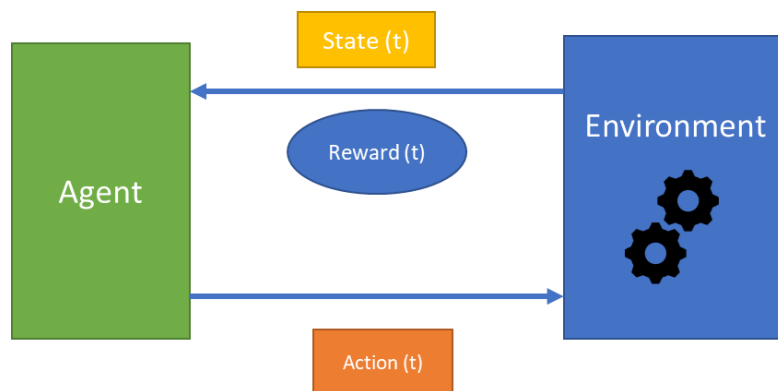 State (t)
Environment
Reward (t)
Agent
Action (t)